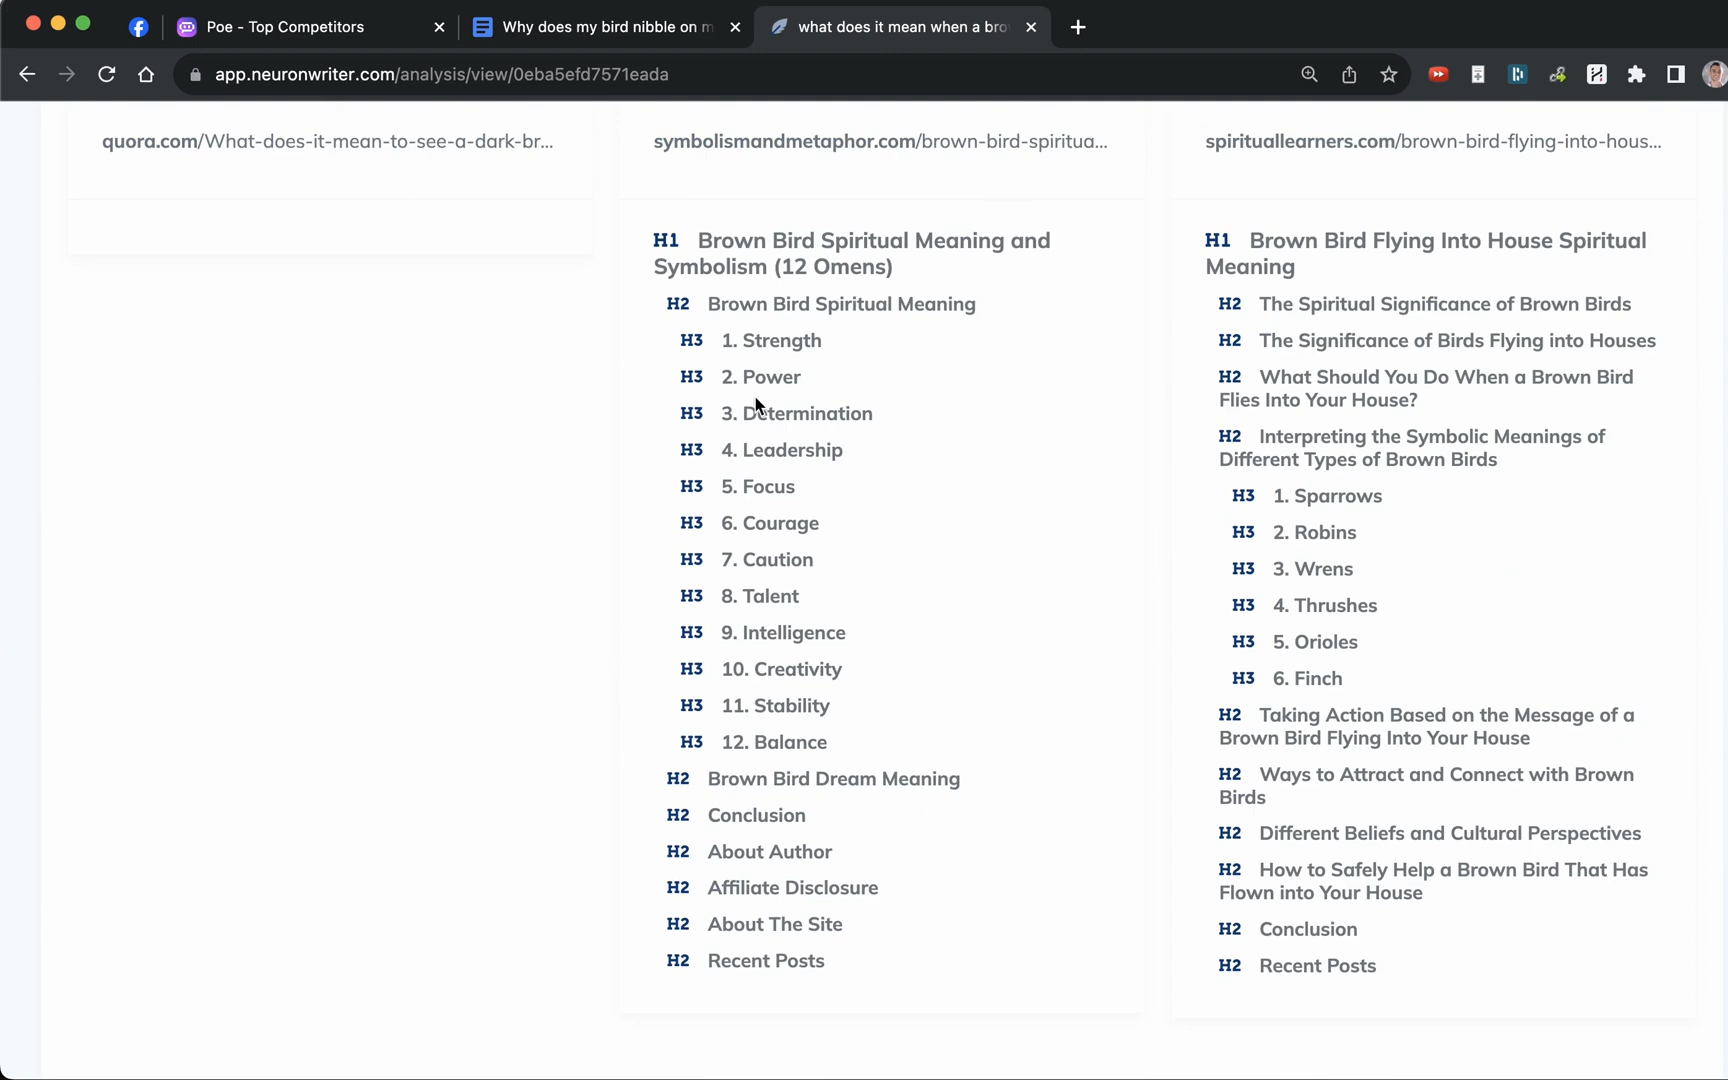 Poe - Top Competitors
Why does my bird nibble on m
what does it mean when a bro
app.neuronwriter.com/analysis/view/0eba5efd7571eada
quora.com/What-does-it-mean-to-see-a-dark-br...
H1 Brown Bird Spiritual Meaning and
symbolismandmetaphor.com/brown-bird-spiritua...
Symbolism (12 Omens)
H2 Brown Bird Spiritual Meaning
H3 1. Strength
H3 2. Power
H3 3. Determination
H3 4. Leadership
H3 5. Focus
H3 6. Courage
H3 7. Caution
H3 8. Talent
H3 9. Intelligence
H3 10. Creativity
H3 11. Stability
H3 12. Balance
H2 Brown Bird Dream Meaning
H2 Conclusion
H2 About Author
H2 Affiliate Disclosure
H2 About The Site
H2 Recent Posts
spirituallearners.com/brown-bird-flying-into-hous...
H1 Brown Bird Flying Into House Spiritual
Meaning
H2 The Spiritual Significance of Brown Birds
H2 The Significance of Birds Flying into Houses
H2 What Should You Do When a Brown Bird
Flies Into Your House?
H2 Interpreting the Symbolic Meanings of
Different Types of Brown Birds
H3 1. Sparrows
H3 2. Robins
H3 3. Wrens
H3 4. Thrushes
H3 5. Orioles
H3 6. Finch
H2 Taking Action Based on the Message of a
Brown Bird Flying Into Your House
H2 Ways to Attract and Connect with Brown
Birds
H2 Different Beliefs and Cultural Perspectives
H2 How to Safely Help a Brown Bird That Has
Flown into Your House
H2 Conclusion
H2 Recent Posts